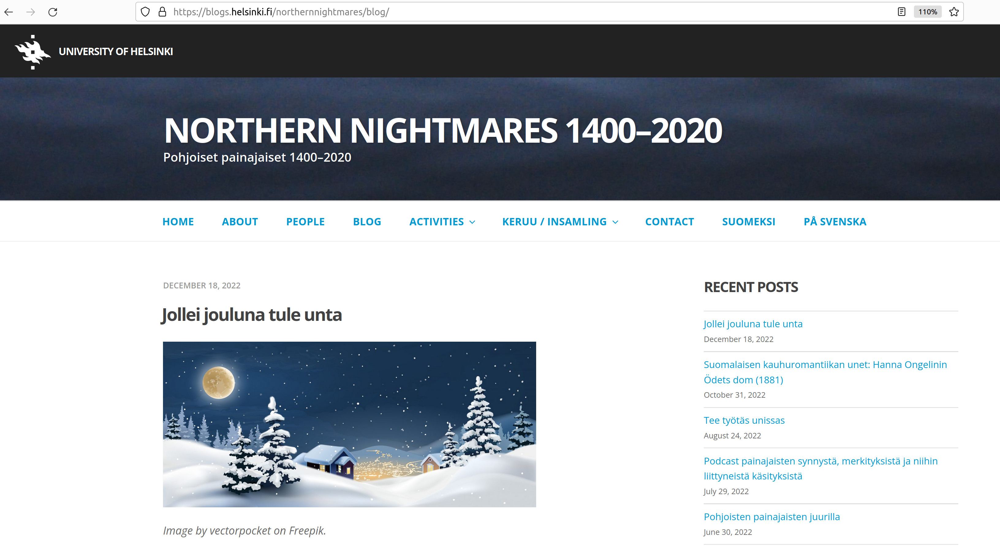 https://blogs.helsinki.fi/northernnightmares/blog/
110%
UNIVERSITY OF HELSINKI
NORTHERN NIGHTMARES 1400–2020
Pohjoiset painajaiset 1400–2020
HOME ABOUT PEOPLE BLOG ACTIVITIES KERUU / INSAMLING CONTACT SUOMEKSI PÅ SVENSKA
DECEMBER 18, 2022
Jollei jouluna tule unta
Image by vectorpocket on Freepik.
RECENT POSTS
Jollei jouluna tule unta
December 18, 2022
Suomalaisen kauhuromantiikan unet: Hanna Ongelinin
Ödets dom (1881)
October 31, 2022
Tee työtäs unissas
August 24, 2022
Podcast painajaisten synnystä, merkityksistä ja niihin
liittyneistä käsityksistä
July 29, 2022
Pohjoisten painajaisten juurilla
June 30, 2022